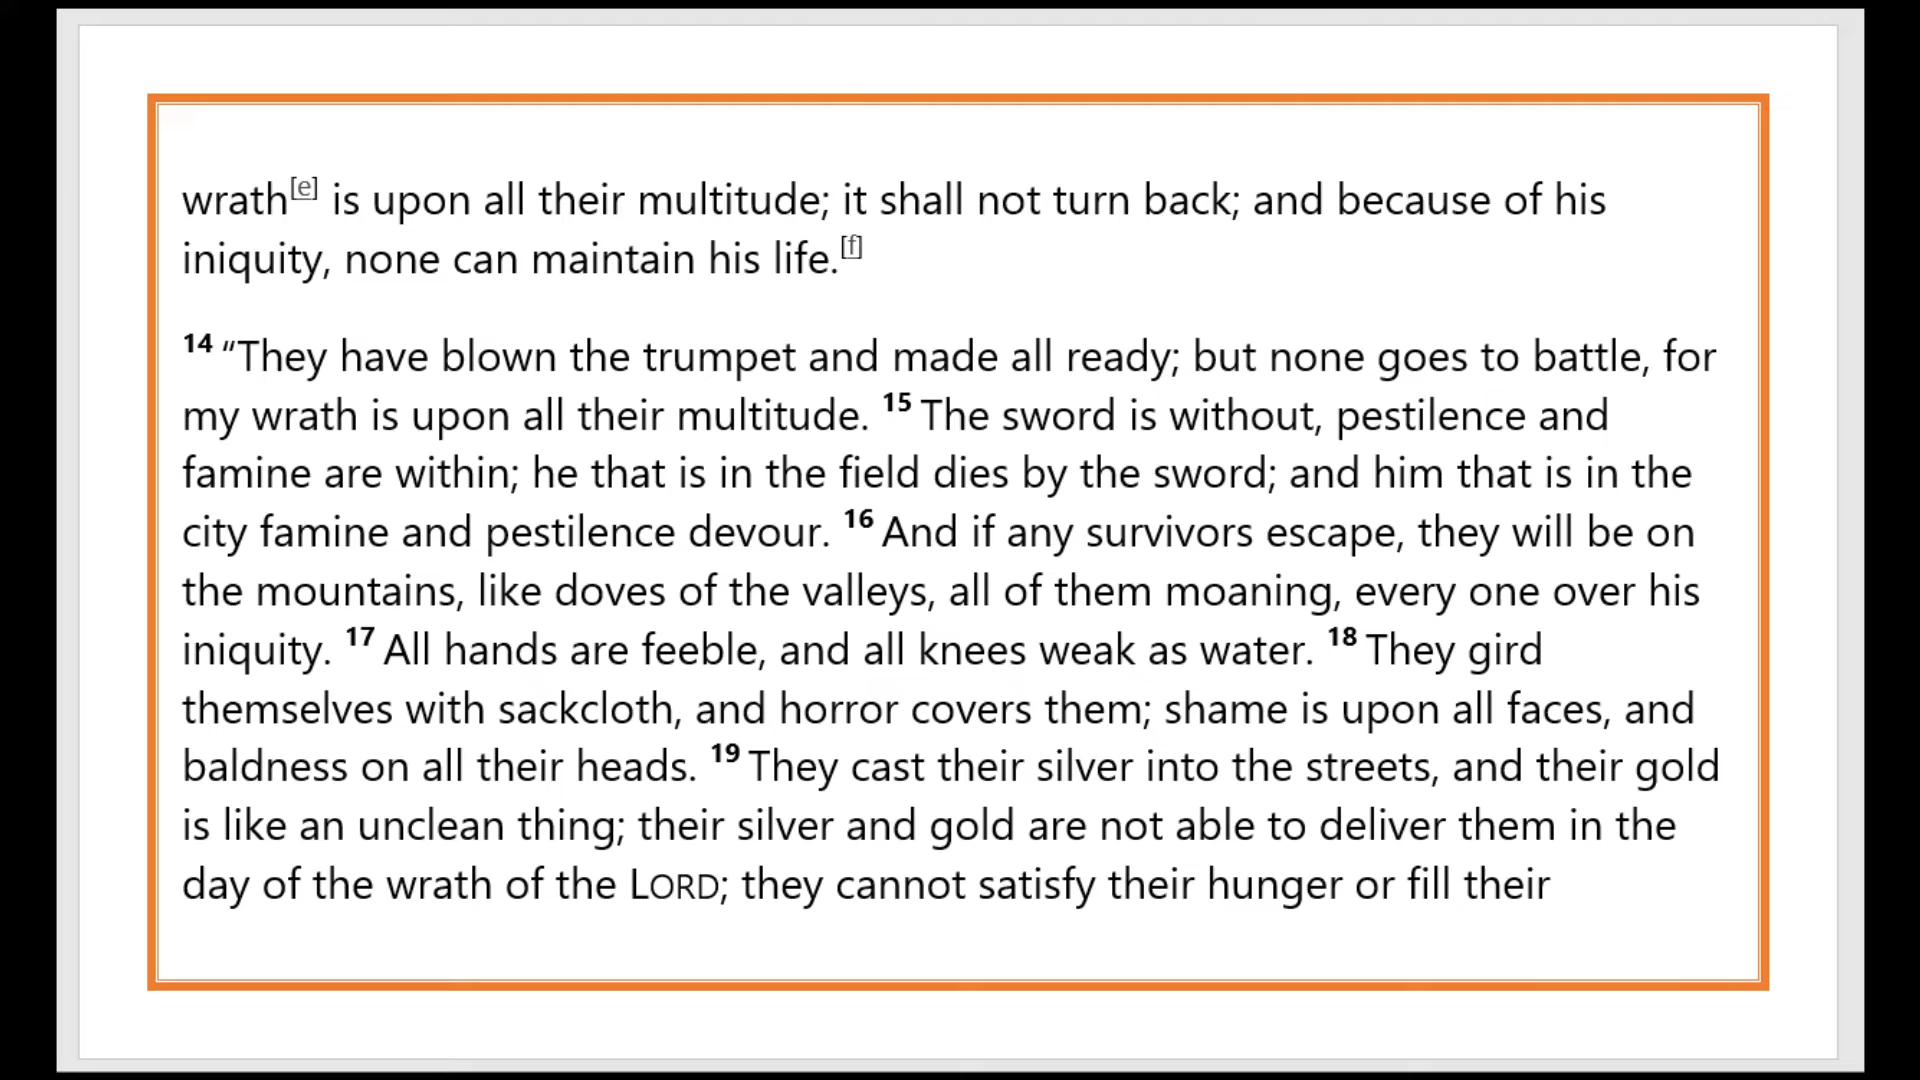 wrath[e] is upon all their multitude; it shall not turn back; and because of his
iniquity, none can maintain his life.[f]
14 “They have blown the trumpet and made all ready; but none goes to battle, for
my wrath is upon all their multitude. 15 The sword is without, pestilence and
famine are within; he that is in the field dies by the sword; and him that is in the
city famine and pestilence devour. 16 And if any survivors escape, they will be on
the mountains, like doves of the valleys, all of them moaning, every one over his
iniquity. 17 All hands are feeble, and all knees weak as water. 18 They gird
themselves with sackcloth, and horror covers them; shame is upon all faces, and
baldness on all their heads. 19 They cast their silver into the streets, and their gold
is like an unclean thing; their silver and gold are not able to deliver them in the
day of the wrath of the LORD; they cannot satisfy their hunger or fill their